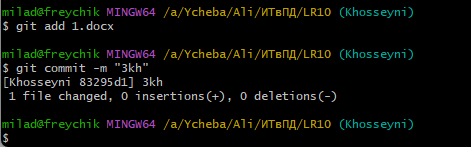 milad@freychik MINGW64 /a/Ycheba/Ali/ИТвПД/LR10 (Khosseyni)
$ git add 1.docx
milad@freychik MINGW64 /a/Ycheba/Ali/ИТвПД/LR10 (Khosseyni)
$ git commit -m "3kh"
[Khosseyni 83295d1] 3kh
 1 file changed, 0 insertions(+), 0 deletions(-)
milad@freychik MINGW64 /a/Ycheba/Ali/ИТвПД/LR10 (Khosseyni)
$